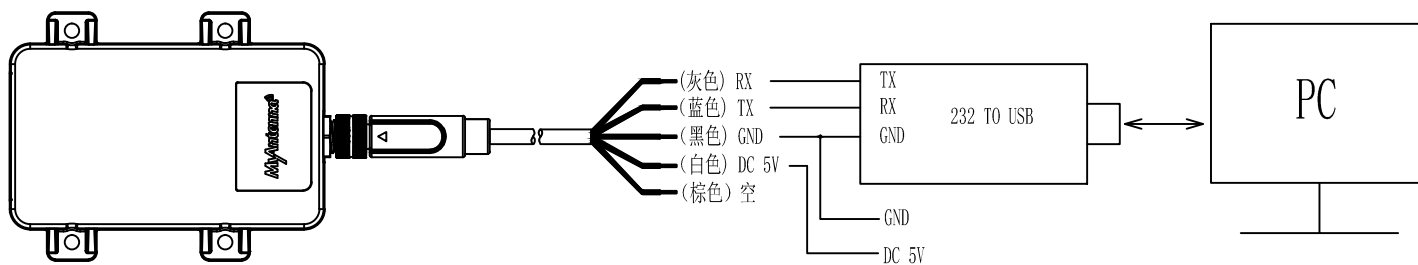 MyAntenna®
(灰色) RX
(蓝色) TX
(黑色) GND
(白色) DC 5V
(棕色) 空
TX
RX
GND
232 TO USB
GND
DC 5V
PC